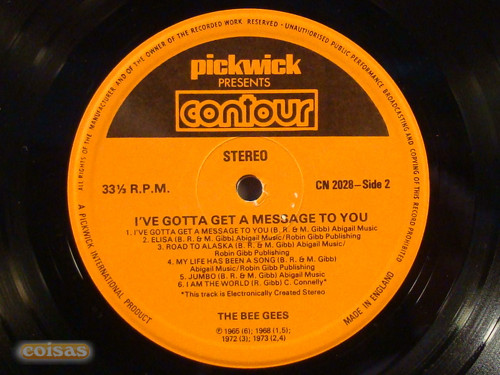 ALL RIGHTS OF THE MANUFACTURER AND OF THE OWNER OF THE RECORDED WORK RESERVED - UNAUTHORISED PUBLIC PERFORMANCE BROADCASTING AND COPYING OF THIS RECORD PROHIBITED
pickwick
PRESENTS
contour
STEREO
33⅓ R.P.M.
CN 2028-Side 2
I'VE GOTTA GET A MESSAGE TO YOU
1. I'VE GOTTA GET A MESSAGE TO YOU (B. R. & M. Gibb) Abigail Music
2. ELISA (B. R. & M. Gibb) Abigail Music/Robin Gibb Publishing
3. ROAD TO ALASKA (B. R. & M. Gibb) Abigail Music/
Robin Gibb Publishing
4. MY LIFE HAS BEEN A SONG (B. R. & M. Gibb)
Abigail Music/Robin Gibb Publishing
5. JUMBO (B. R. & M. Gibb) Abigail Music
6. I AM THE WORLD (R. Gibb) C. Connelly*
*This track is Electronically Created Stereo
THE BEE GEES
℗ 1965 (6); 1968 (1,5);
1972 (3); 1973 (2,4)
A PICKWICK INTERNATIONAL PRODUCT
MADE IN ENGLAND
coisas